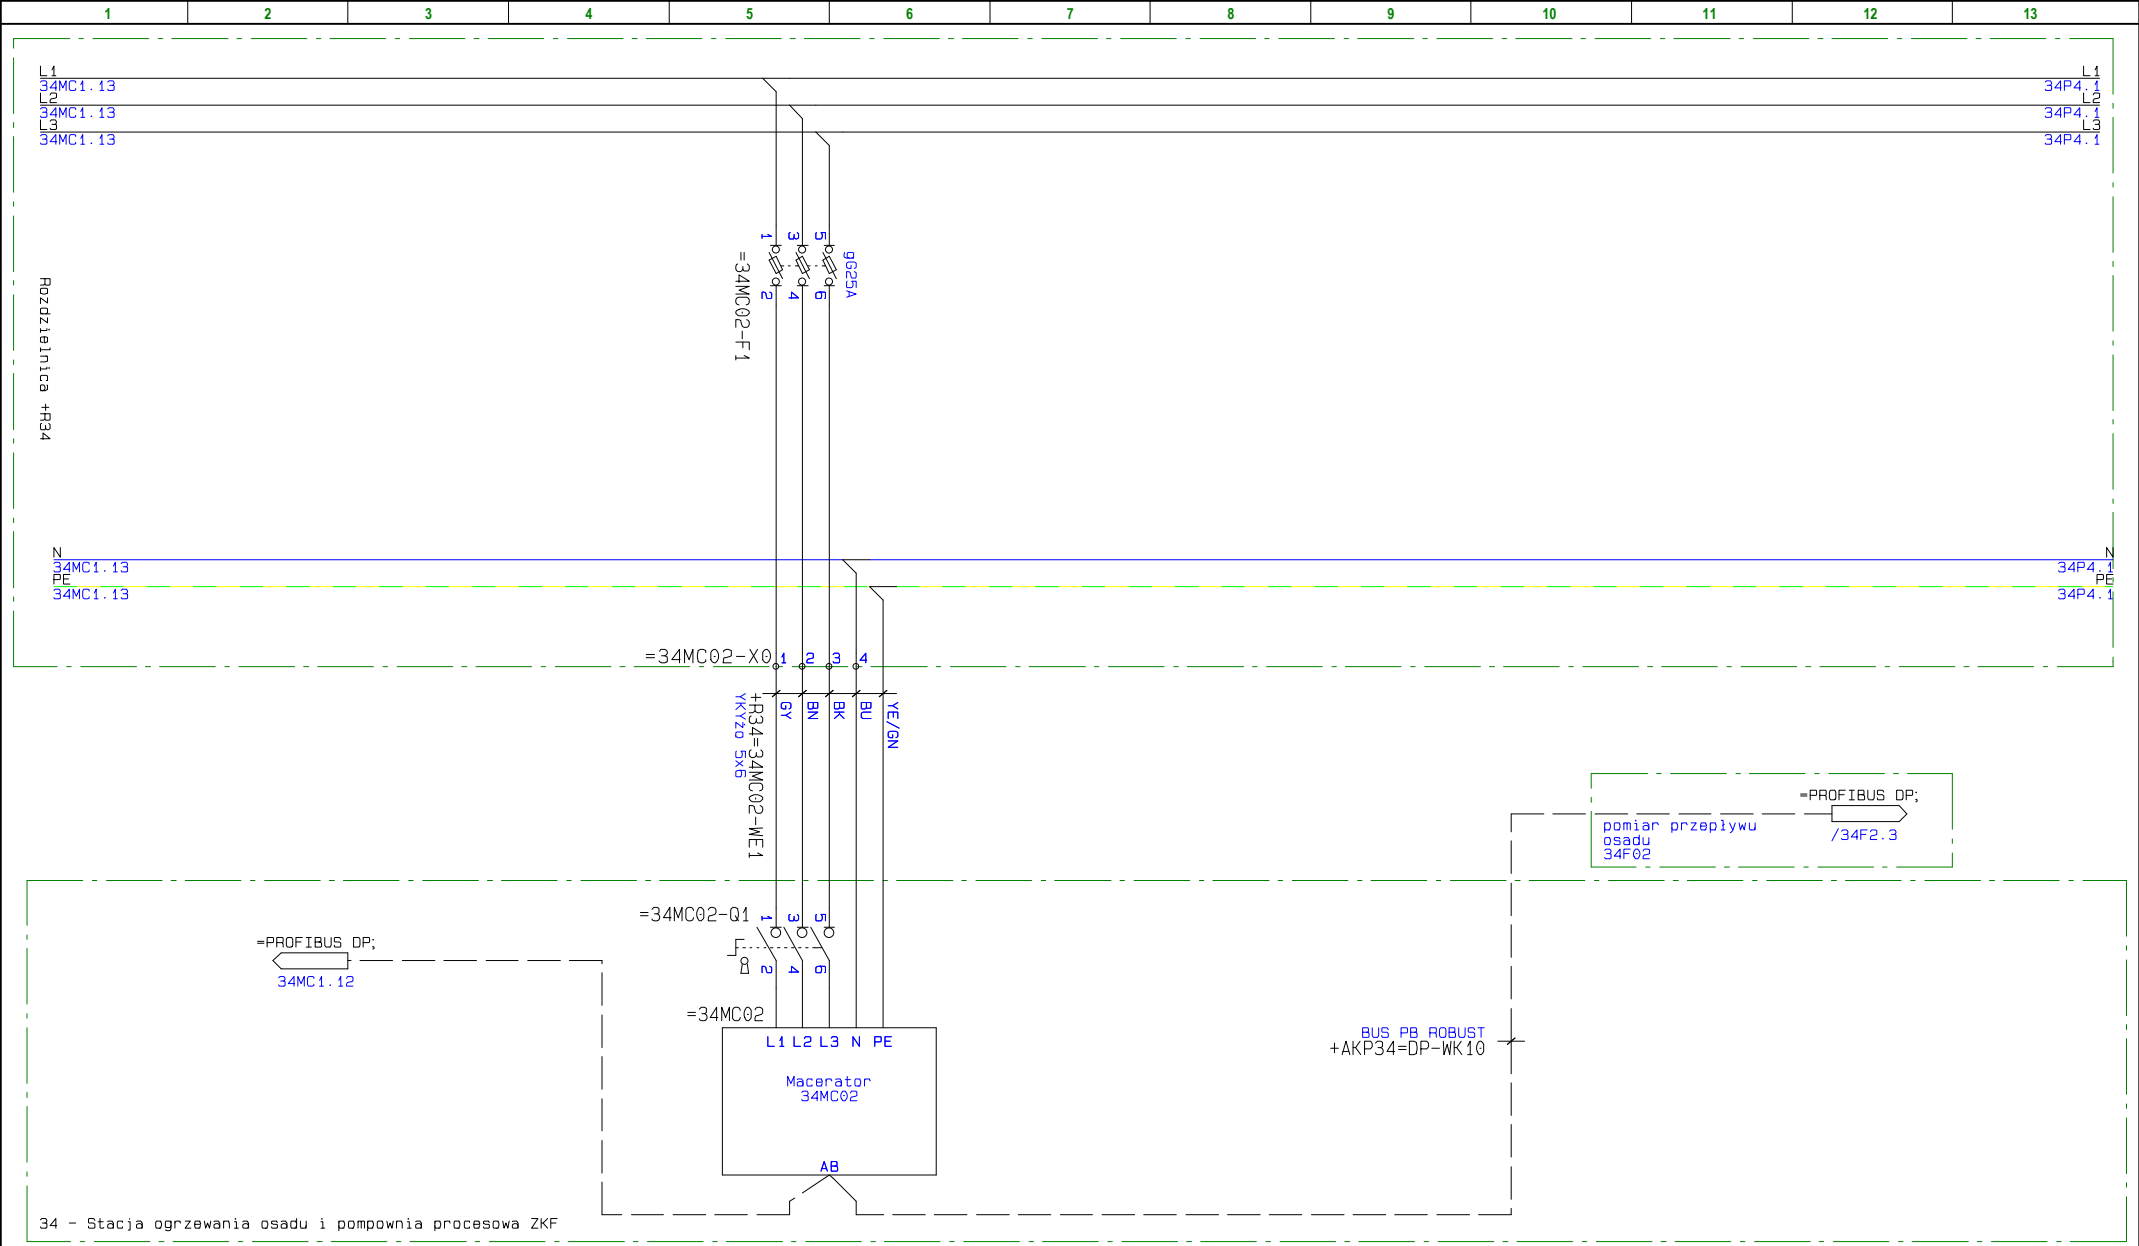 1 2 3 4 5 6 7 8 9 10 11 12 13
L1 L1
34MC1.13 34P4.1
L2 L2
34MC1.13 34P4.1
L3 L3
34MC1.13 34P4.1
1 3 5
gG25A
=34MC02-F1
2 4 6
Rozdzielnica +R34
N N
34MC1.13 34P4.1
PE PE
34MC1.13 34P4.1
=34MC02-X0 1 2 3 4
GY BN BK BU YE/GN
+R34=34MC02-WE1
YKYżo 5x6
=PROFIBUS DP;
/34F2.3
pomiar przepływu
osadu
34F02
=34MC02-Q1 1 3 5
2 4 6
=PROFIBUS DP;
34MC1.12
=34MC02
L1 L2 L3 N PE
Macerator
34MC02
AB
BUS PB ROBUST
+AKP34=DP-WK10
34 - Stacja ogrzewania osadu i pompownia procesowa ZKF